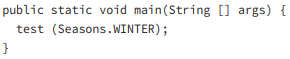 public static void main(String [] args) {
  test (Seasons.WINTER);
}